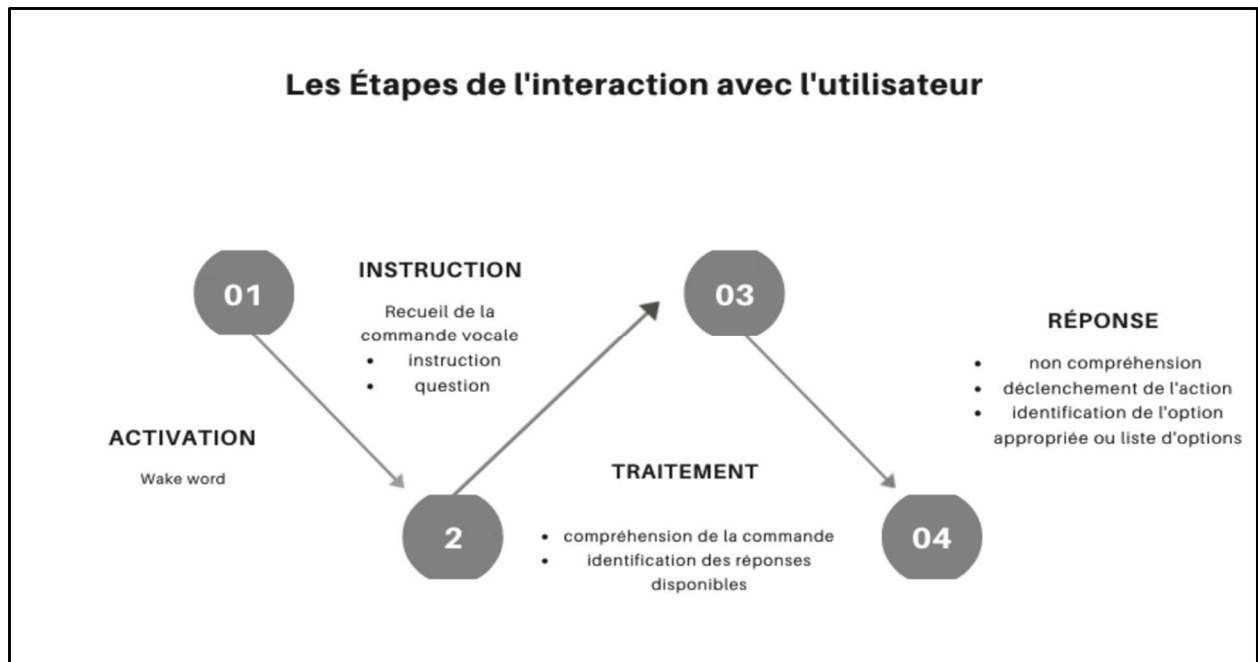 Les Étapes de l'interaction avec l'utilisateur
01
ACTIVATION
Wake word
INSTRUCTION
Recueil de la
commande vocale
• instruction
• question
2
03
TRAITEMENT
• compréhension de la commande
• identification des réponses
disponibles
04
RÉPONSE
• non compréhension
• déclenchement de l'action
• identification de l'option
appropriée ou liste d'options